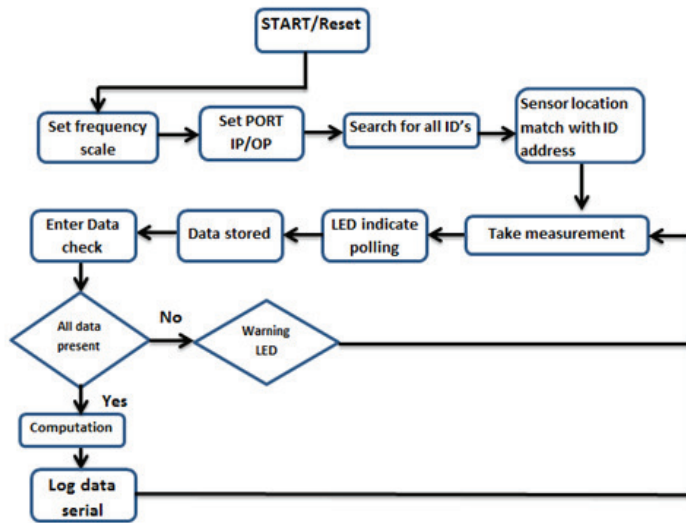 START/Reset
Set frequency
scale
Set PORT
IP/OP
Search for all ID's
Sensor location
match with ID
address
Enter Data
check
Data stored
LED indicate
polling
Take measurement
All data
present
No
Warning
LED
Yes
Computation
Log data
serial